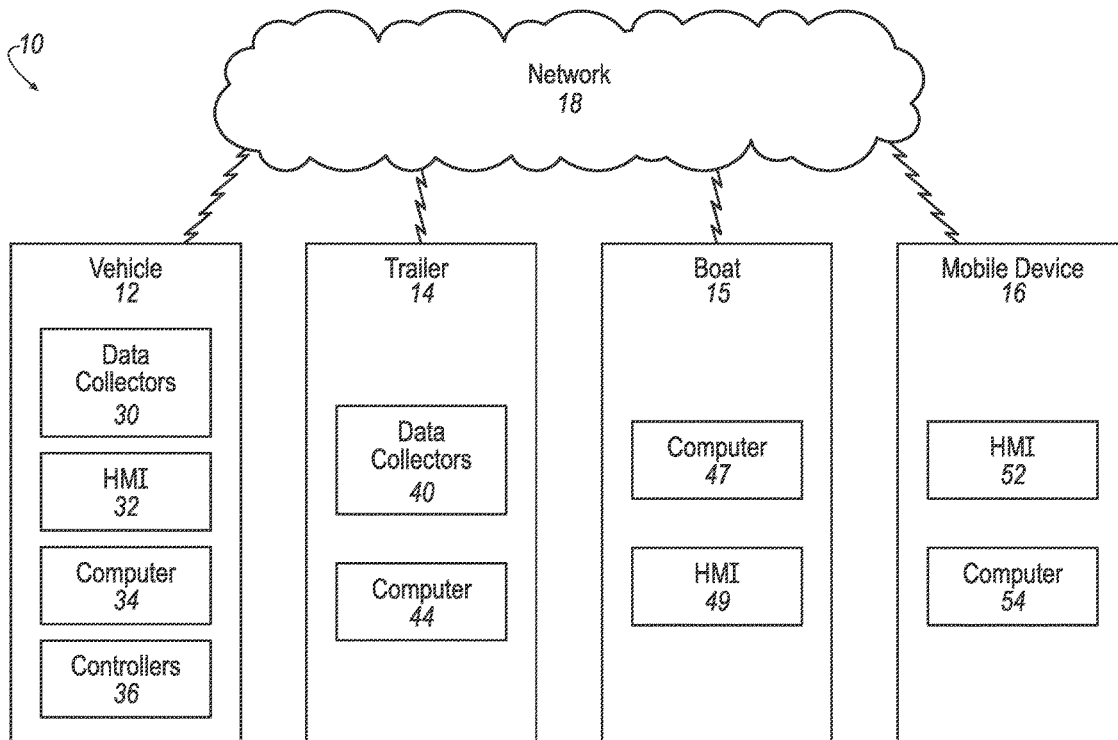 10
Network
18
Vehicle
12
Data
Collectors
30
HMI
32
Computer
34
Controllers
36
Trailer
14
Data
Collectors
40
Computer
44
Boat
15
Computer
47
HMI
49
Mobile Device
16
HMI
52
Computer
54